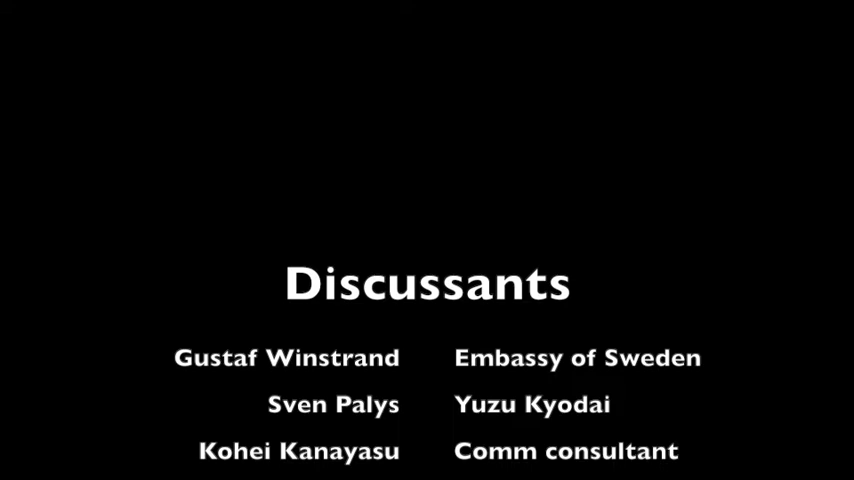 Discussants
Gustaf Winstrand Embassy of Sweden
Sven Palys Yuzu Kyodai
Kohei Kanayasu Comm consultant